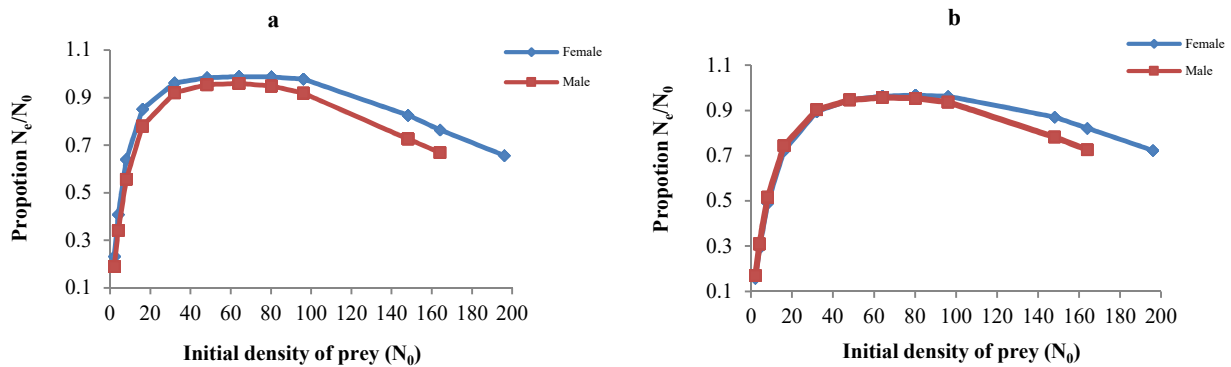 a
Female
Male
Propotion Ne/N0
1.1
0.9
0.7
0.5
0.3
0.1
0 20 40 60 80 100 120 140 160 180 200
Initial density of prey (N0)
b
Female
Male
Propotion Ne/N0
1.1
0.9
0.7
0.5
0.3
0.1
0 20 40 60 80 100 120 140 160 180 200
Initial density of prey (N0)